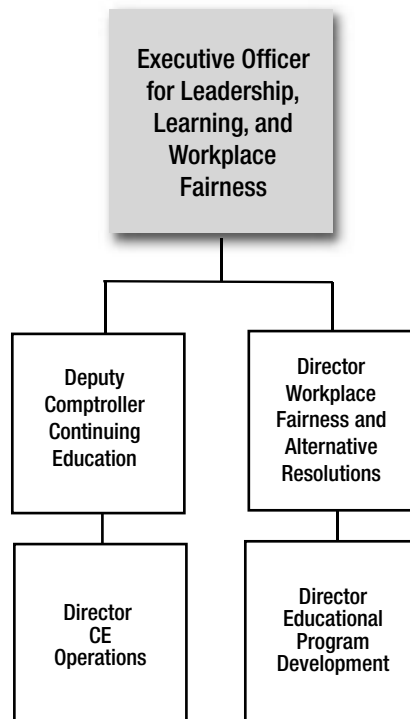 Executive Officer
for Leadership,
Learning, and
Workplace
Fairness
Deputy
Comptroller
Continuing
Education
Director
Workplace
Fairness and
Alternative
Resolutions
Director
CE
Operations
Director
Educational
Program
Development